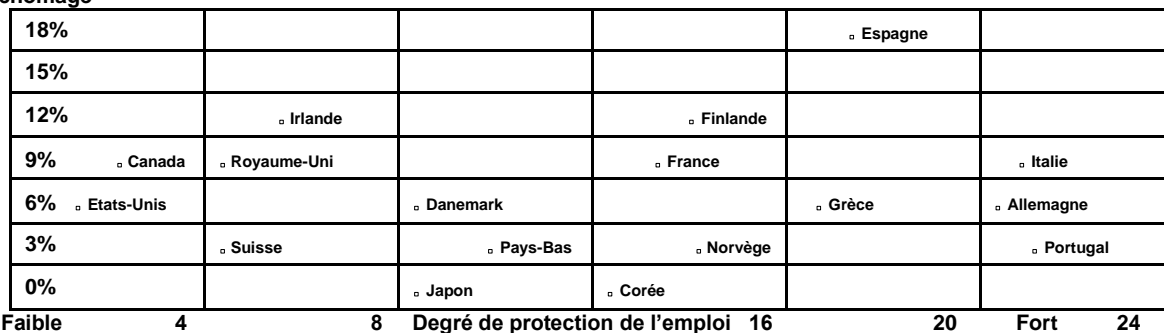 18% Espagne
15%
12% Irlande Finlande
9% Canada Royaume-Uni France Italie
6% Etats-Unis Danemark Grèce Allemagne
3% Suisse Pays-Bas Norvège Portugal
0% Japon Corée
Faible 4 8 Degré de protection de l’emploi 16 20 Fort 24